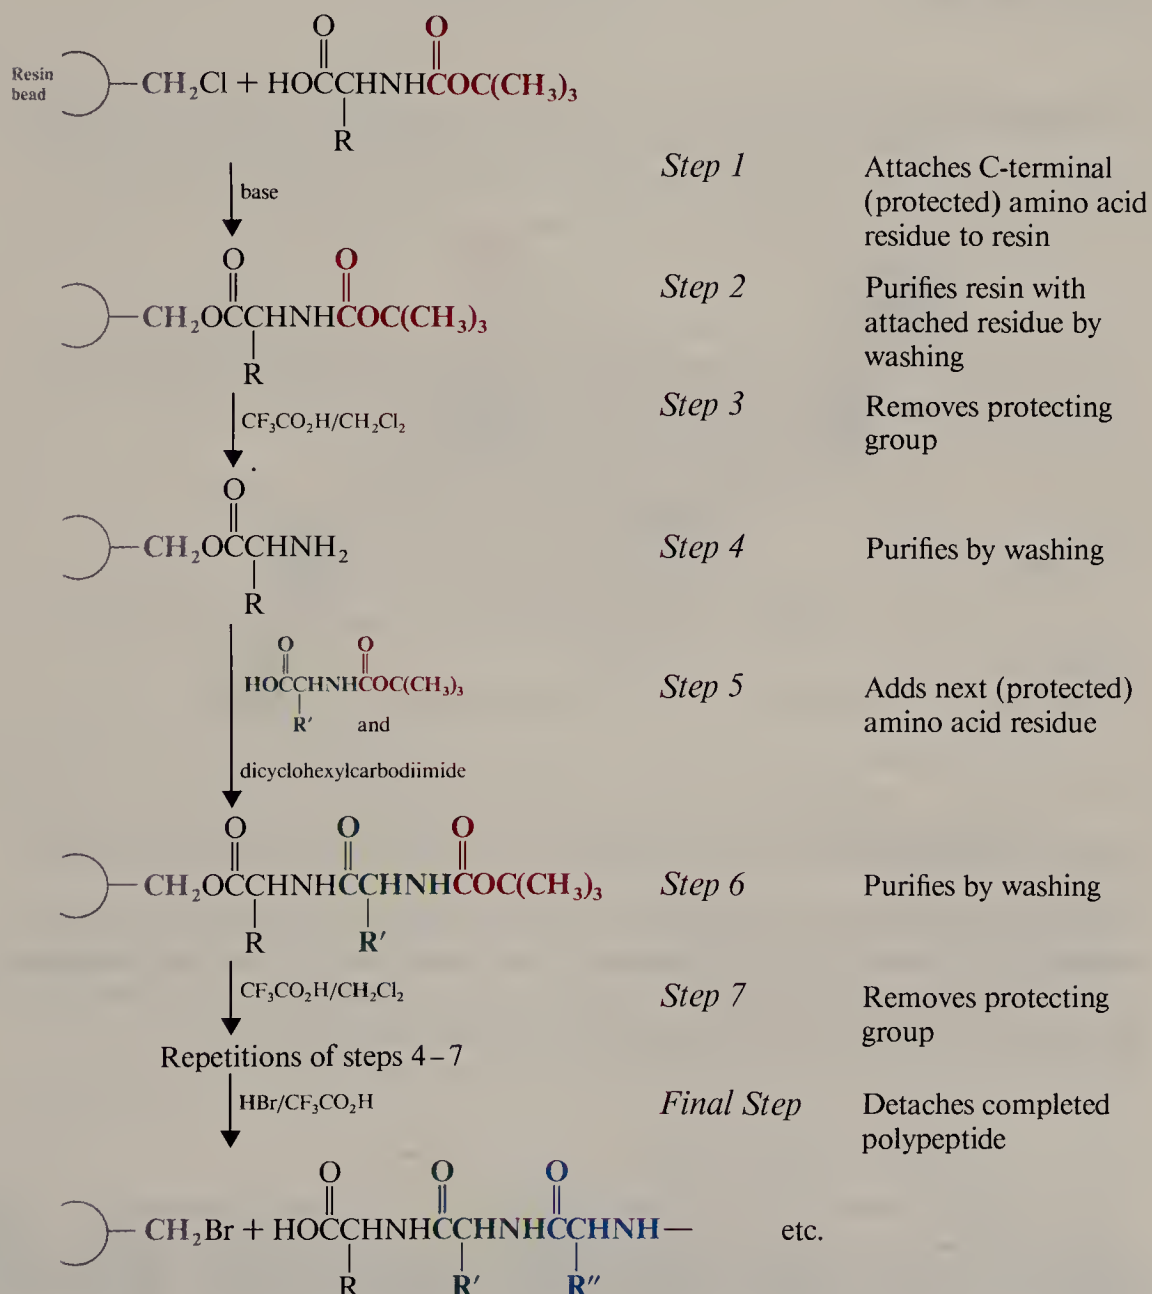 O O
Resin bead CH₂Cl + HOCCHNHCOC(CH₃)₃
R
base
Step 1 Attaches C-terminal
(protected) amino acid
residue to resin
O O
CH₂OCCHNHCOC(CH₃)₃
R
Step 2 Purifies resin with
attached residue by
washing
CF₃CO₂H/CH₂Cl₂
Step 3 Removes protecting
group
O
CH₂OCCHNH₂
R
Step 4 Purifies by washing
O O
HOCCHNHCOC(CH₃)₃
R′ and
dicyclohexylcarbodiimide
Step 5 Adds next (protected)
amino acid residue
O O O
CH₂OCCHNHCCHNHCOC(CH₃)₃
R R′
Step 6 Purifies by washing
CF₃CO₂H/CH₂Cl₂
Step 7 Removes protecting
group
Repetitions of steps 4–7
HBr/CF₃CO₂H
Final Step Detaches completed
polypeptide
O O O
CH₂Br + HOCCHNHCCHNHCCHNH— etc.
R R′ R″